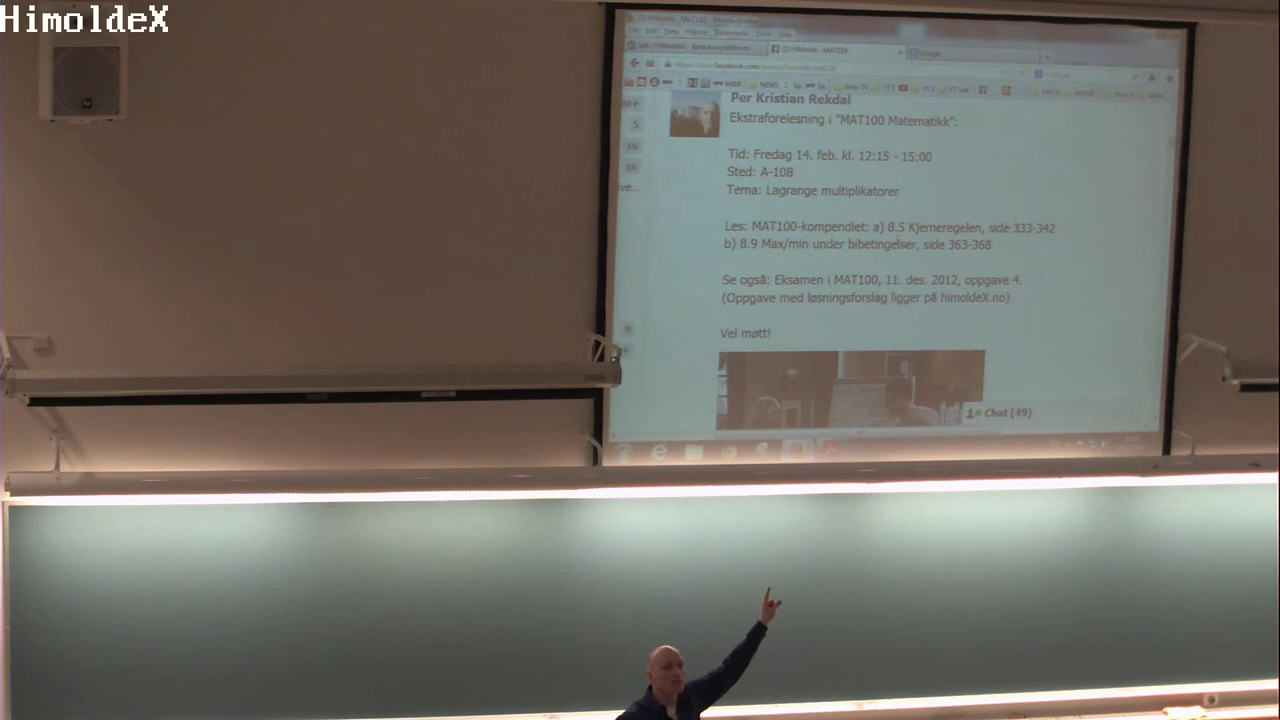 HimoldeX
Per Kristian Rekdal
Ekstraforelesning i "MAT100 Matematikk":
Tid: Fredag 14. feb. kl. 12:15 - 15:00
Sted: A-108
Tema: Lagrange multiplikatorer
Les: MAT100-kompendiet: a) 8.5 Kjerneregelen, side 333-342
b) 8.9 Max/min under bibetingelser, side 363-368
Se også: Eksamen i MAT100, 11. des. 2012, oppgave 4.
(Oppgave med løsningsforslag ligger på himoldeX.no)
Vel møtt!
Chat (49)